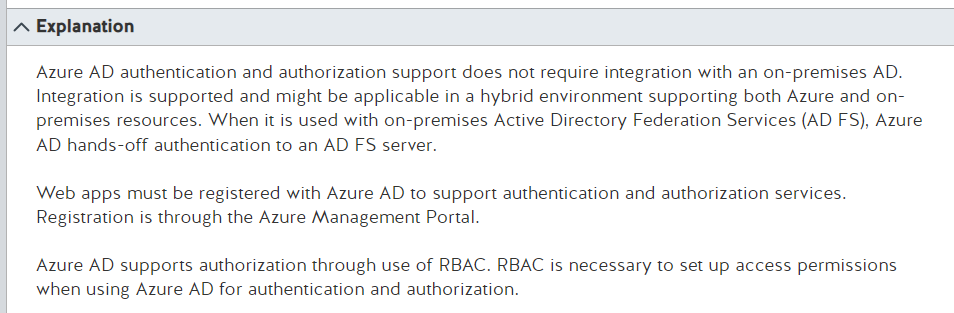 Explanation
Azure AD authentication and authorization support does not require integration with an on-premises AD.
Integration is supported and might be applicable in a hybrid environment supporting both Azure and on-
premises resources. When it is used with on-premises Active Directory Federation Services (AD FS), Azure
AD hands-off authentication to an AD FS server.
Web apps must be registered with Azure AD to support authentication and authorization services.
Registration is through the Azure Management Portal.
Azure AD supports authorization through use of RBAC. RBAC is necessary to set up access permissions
when using Azure AD for authentication and authorization.